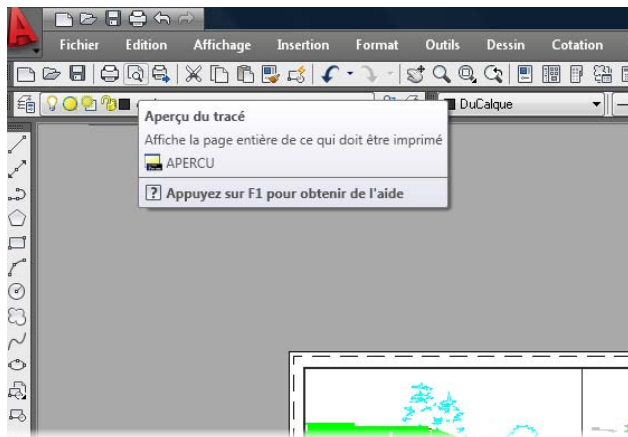 Fichier Edition Affichage Insertion Format Outils Dessin Cotation
DuCalque
Aperçu du tracé
Affiche la page entière de ce qui doit être imprimé
APERCU
Appuyez sur F1 pour obtenir de l'aide